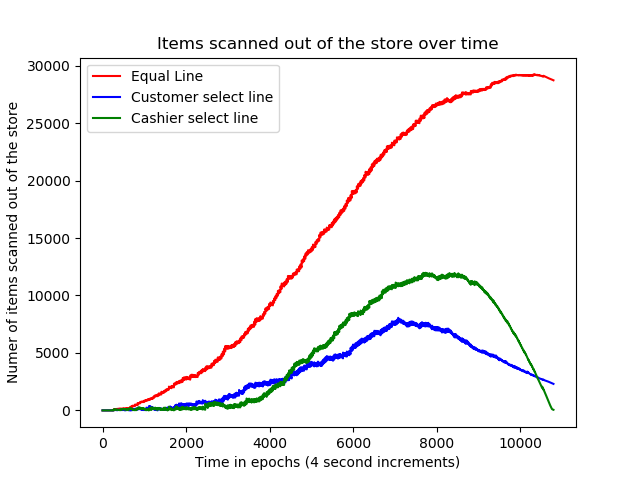 Items scanned out of the store over time
Numer of items scanned out of the store
30000
25000
20000
15000
10000
5000
0
Equal Line
Customer select line
Cashier select line
0 2000 4000 6000 8000 10000
Time in epochs (4 second increments)